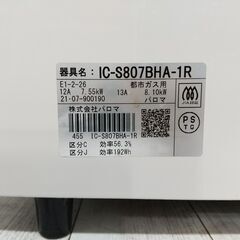 器具名： IC-S807BHA-1R
E1-2-26 都市ガス用
12A 7.55kW 13A 8.10kW
21・07-900190 パロマ
株式会社パロマ
455 IC-S807BHA-1R
区分C 効率56.3%
区分J 効率192Wh
PS
TG